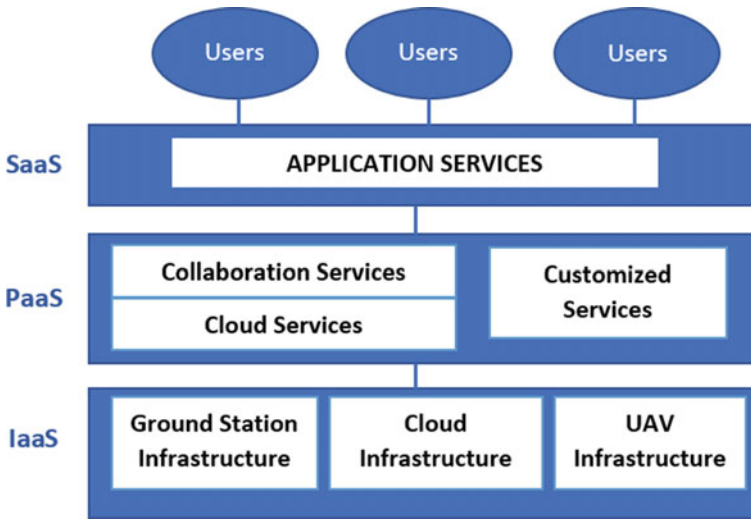 Users Users Users
SaaS
APPLICATION SERVICES
PaaS
Collaboration Services
Cloud Services
Customized
Services
IaaS
Ground Station
Infrastructure
Cloud
Infrastructure
UAV
Infrastructure